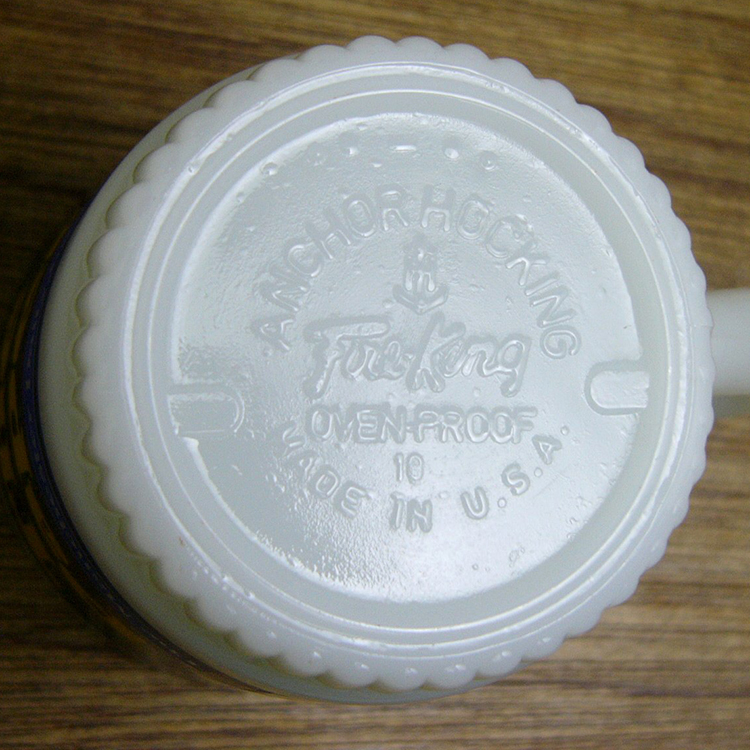 ANCHOR HOCKING
Fire-King
OVEN-PROOF
10
MADE IN U.S.A.